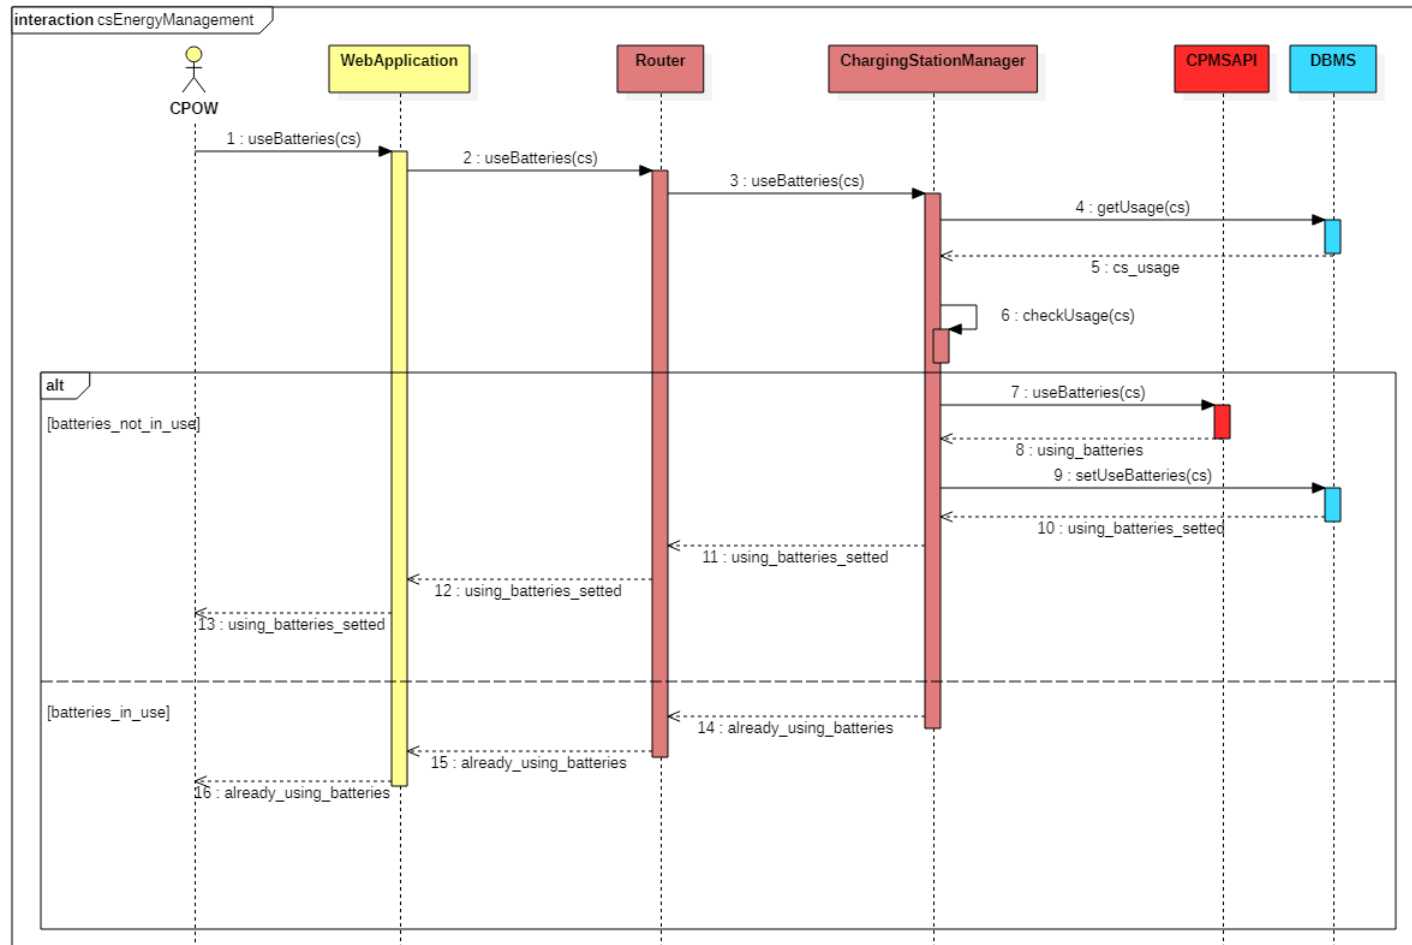 interaction csEnergyManagement
CPOW
WebApplication
Router
ChargingStationManager
CPMSAPI
DBMS
1 : useBatteries(cs)
2 : useBatteries(cs)
3 : useBatteries(cs)
4 : getUsage(cs)
5 : cs_usage
6 : checkUsage(cs)
alt
[batteries_not_in_use]
7 : useBatteries(cs)
8 : using_batteries
9 : setUseBatteries(cs)
10 : using_batteries_setted
11 : using_batteries_setted
12 : using_batteries_setted
13 : using_batteries_setted
[batteries_in_use]
14 : already_using_batteries
15 : already_using_batteries
16 : already_using_batteries